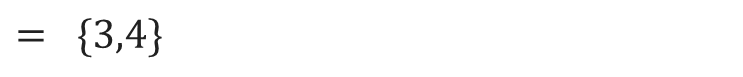 = {3,4}